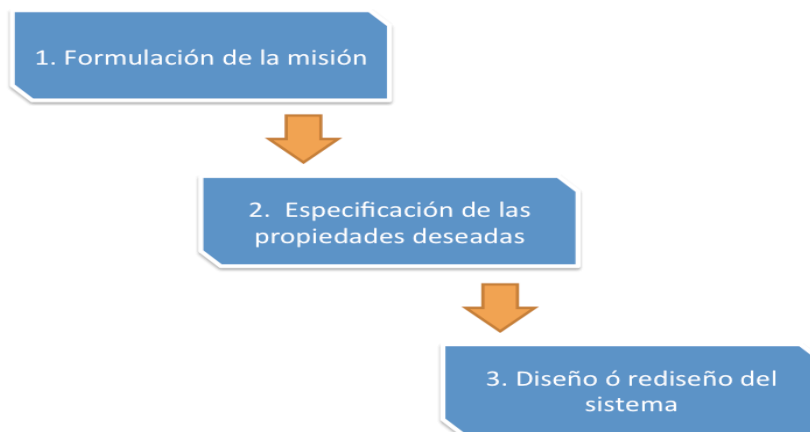 1. Formulación de la misión
2. Especificación de las
propiedades deseadas
3. Diseño ó rediseño del
sistema